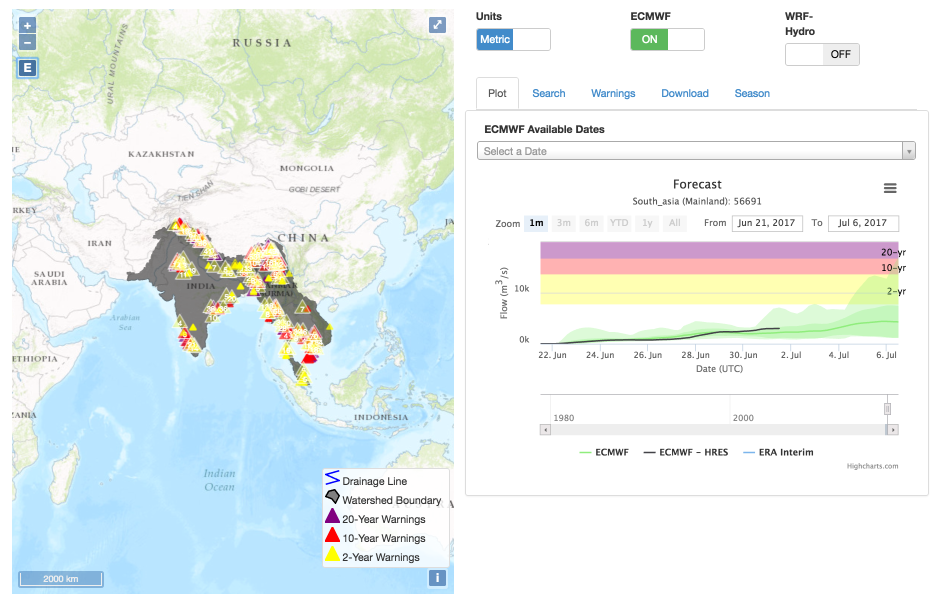 +
−
E
RUSSIA
URAL MOUNTAINS
KAZAKHSTAN
MONGOLIA
GOBI DESERT
TIEN SHAN
RKEY
CHINA
IRAN
SAUDI
ARABIA
INDIA
Arabian
Sea
ETHIOPIA
ZANIA
INDONESIA
Indian
Ocean
Drainage Line
Watershed Boundary
20-Year Warnings
10-Year Warnings
2-Year Warnings
2000 km
i
Units
ECMWF
WRF-
Hydro
Metric
ON
OFF
Plot Search Warnings Download Season
ECMWF Available Dates
Select a Date
Forecast
South_asia (Mainland): 56691
Zoom 1m 3m 6m YTD 1y All From Jun 21, 2017 To Jul 6, 2017
20-yr
10-yr
2-yr
Flow (m³/s)
10k
0k
22. Jun 24. Jun 26. Jun 28. Jun 30. Jun 2. Jul 4. Jul 6. Jul
Date (UTC)
1980 2000
ECMWF ECMWF - HRES ERA Interim
Highcharts.com